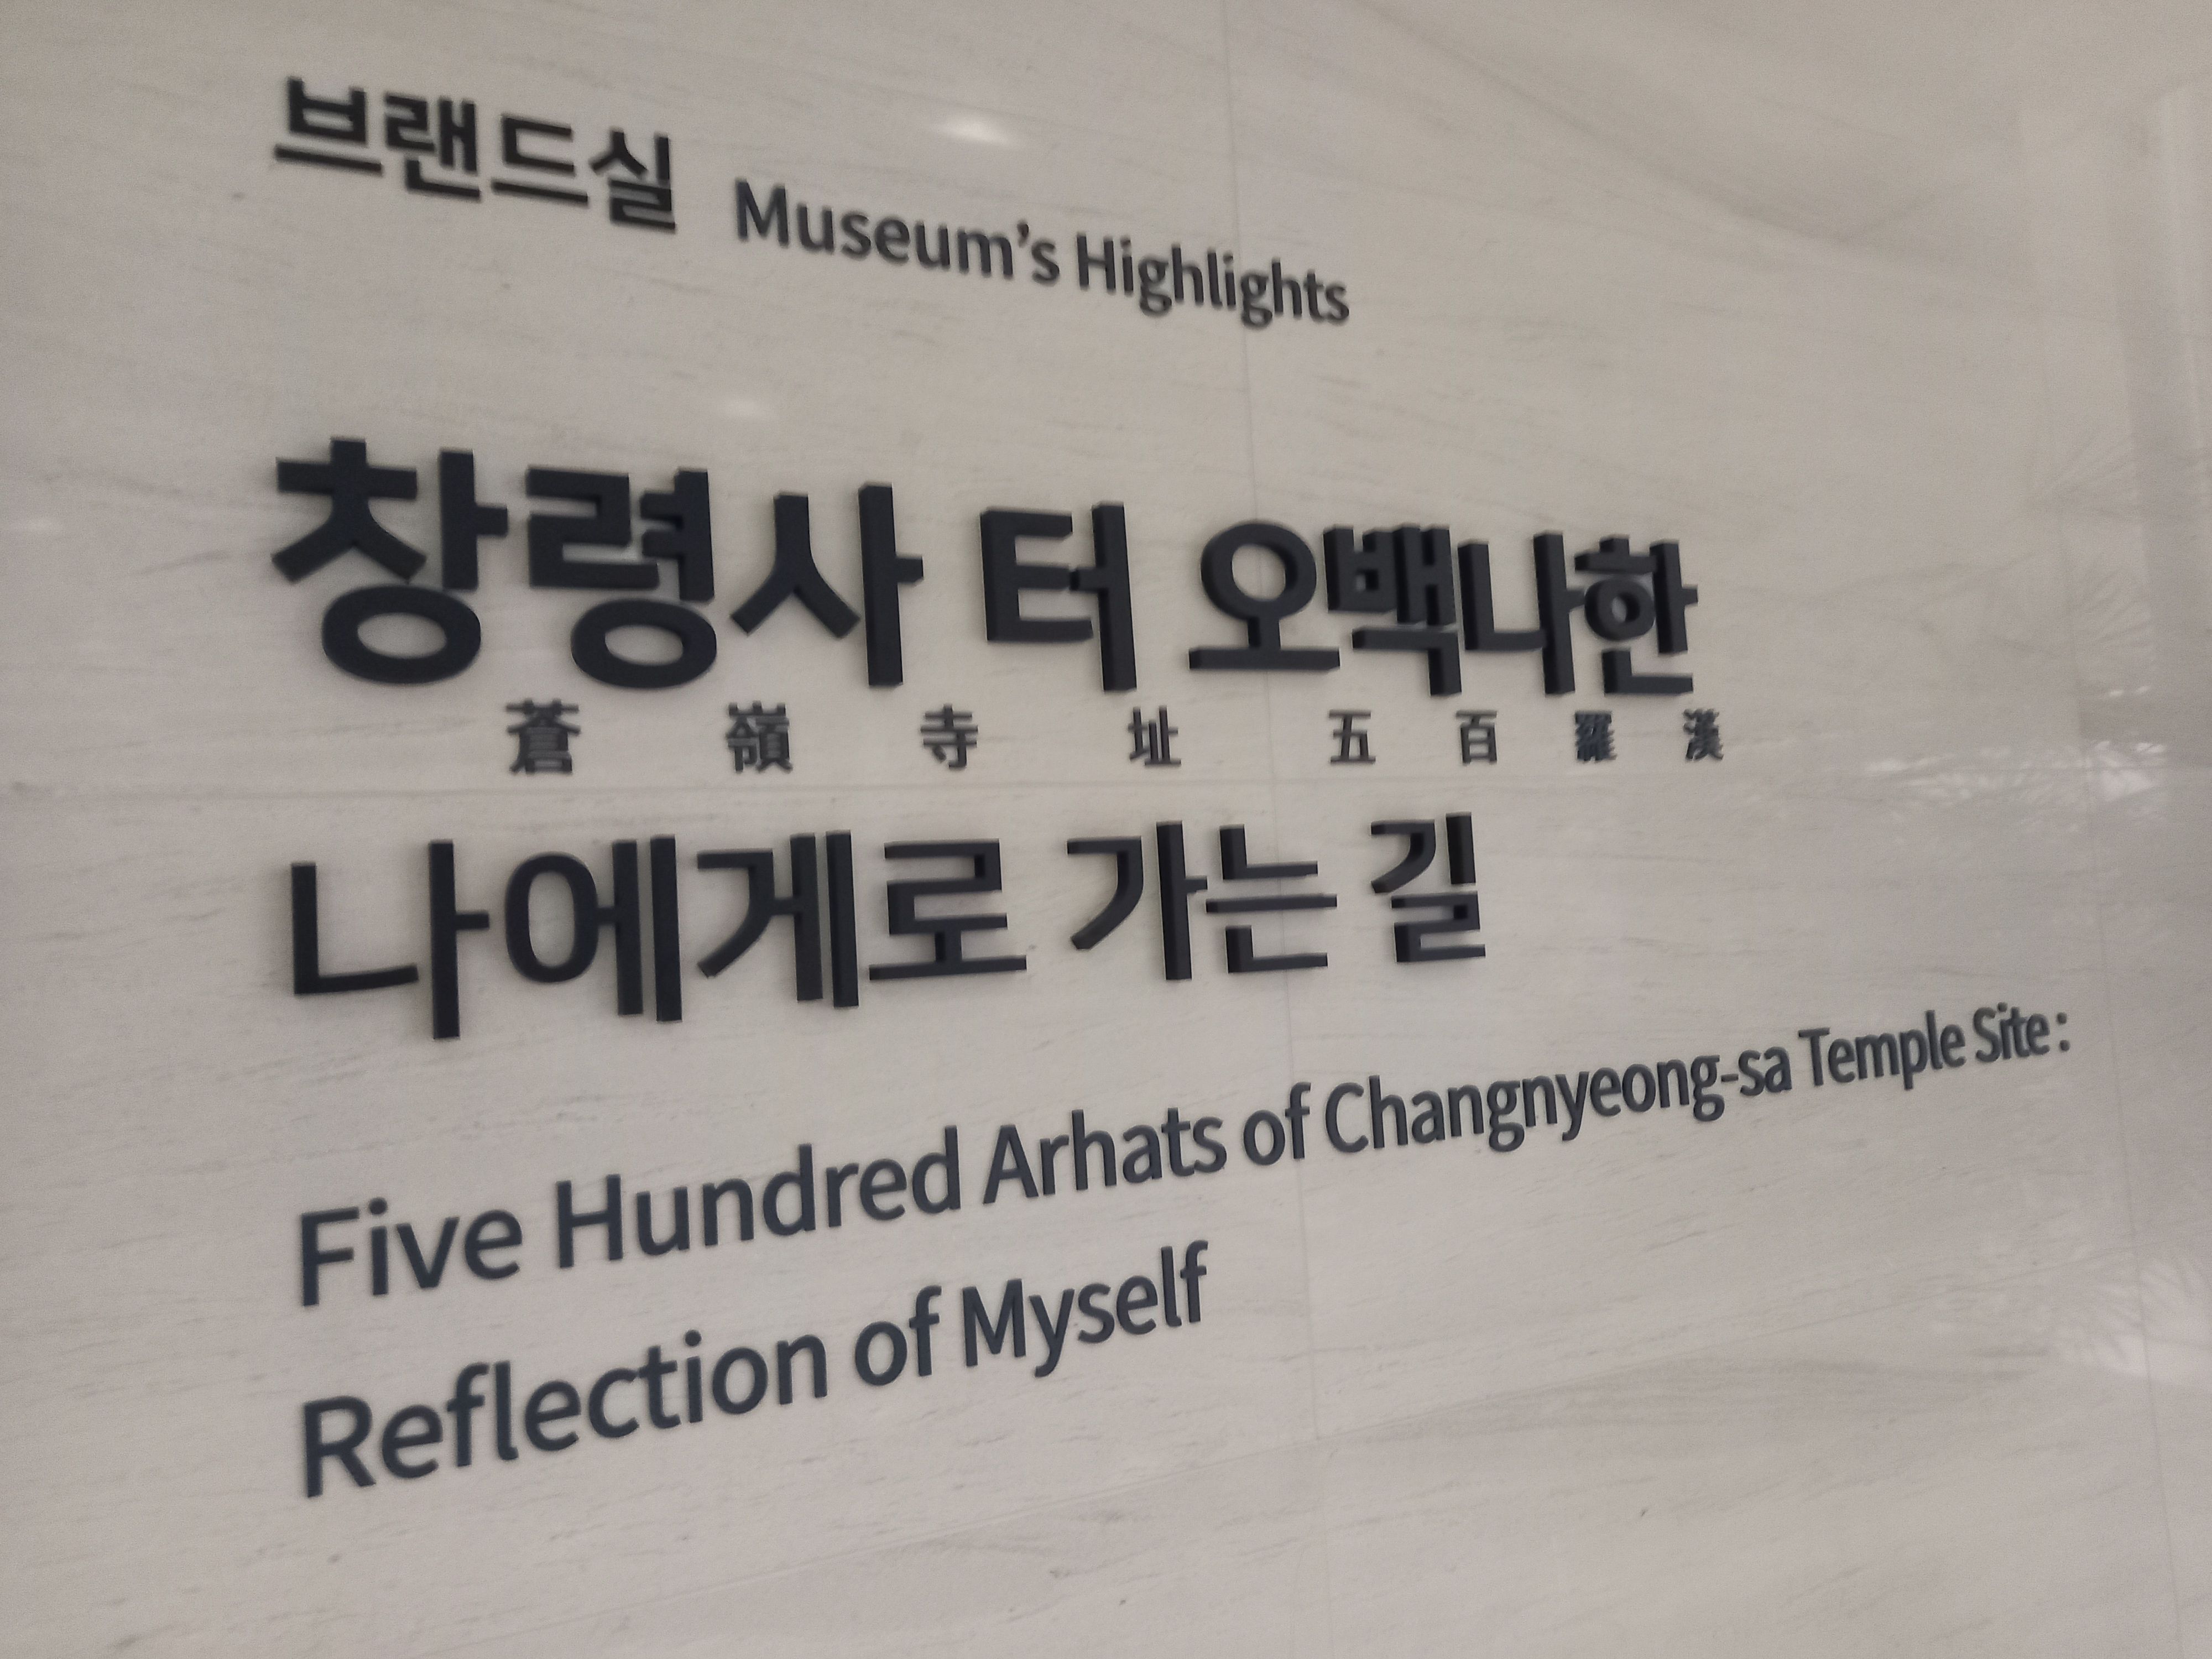 브랜드실 Museum's Highlights
창령사 터 오백나한
蒼嶺寺址五百羅漢
나에게로 가는 길
Five Hundred Arhats of Changnyeong-sa Temple Site:
Reflection of Myself